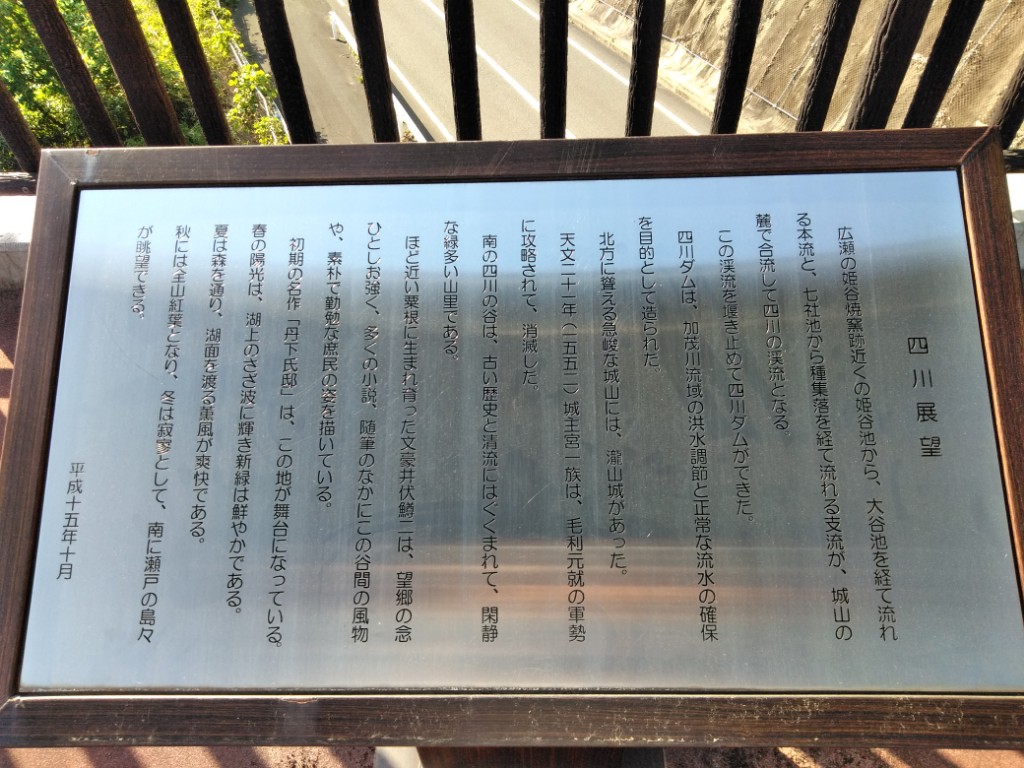 四川展望
広瀬の姫谷焼窯跡近くの姫谷池から、大谷池を経て流れ
る本流と、七社池から種集落を経て流れる支流が、城山の
麓で合流して四川の渓流となる。
この渓流を堰き止めて四川ダムができた。
四川ダムは、加茂川流域の洪水調節と正常な流水の確保
を目的として造られた。
北方に聳える急峻な城山には、瀧山城があった。
天文二十一年(一五五二)城主宮一族は、毛利元就の軍勢
に攻略されて、消滅した。
南の四川の谷は、古い歴史と清流にはぐくまれて、閑静
な緑多い山里である。
ほど近い粟根に生まれ育った文豪井伏鱒二は、望郷の念
ひとしお強く、多くの小説、随筆のなかにこの谷間の風物
や、素朴で勤勉な庶民の姿を描いている。
初期の名作「丹下氏邸」は、この地が舞台になっている。
春の陽光は、湖上のさざ波に輝き新緑は鮮やかである。
夏は森を通り、湖面を渡る薫風が爽快である。
秋には全山紅葉となり、冬は寂寥として、南に瀬戸の島々
が眺望できる。
平成十五年十月